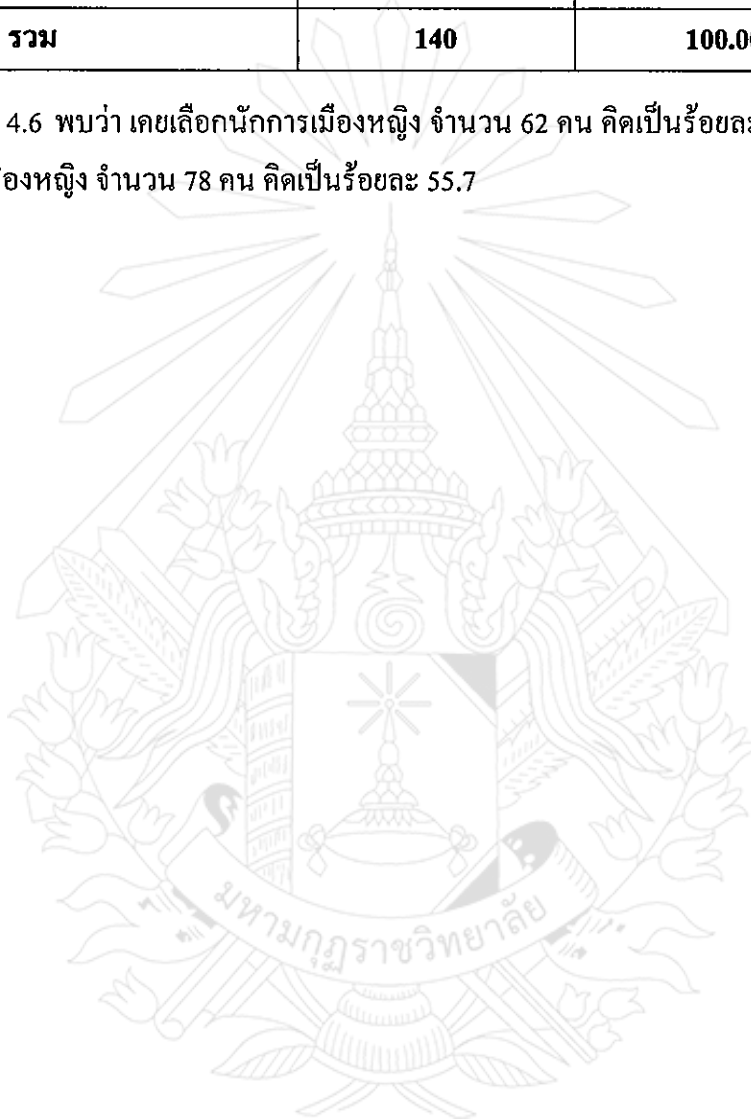 รวม 140 100.0
4.6 พบว่า เคยเลือกนักการเมืองหญิง จำนวน 62 คน คิดเป็นร้อยละ
องหญิง จำนวน 78 คน คิดเป็นร้อยละ 55.7
มหามกุฏราชวิทยาลัย